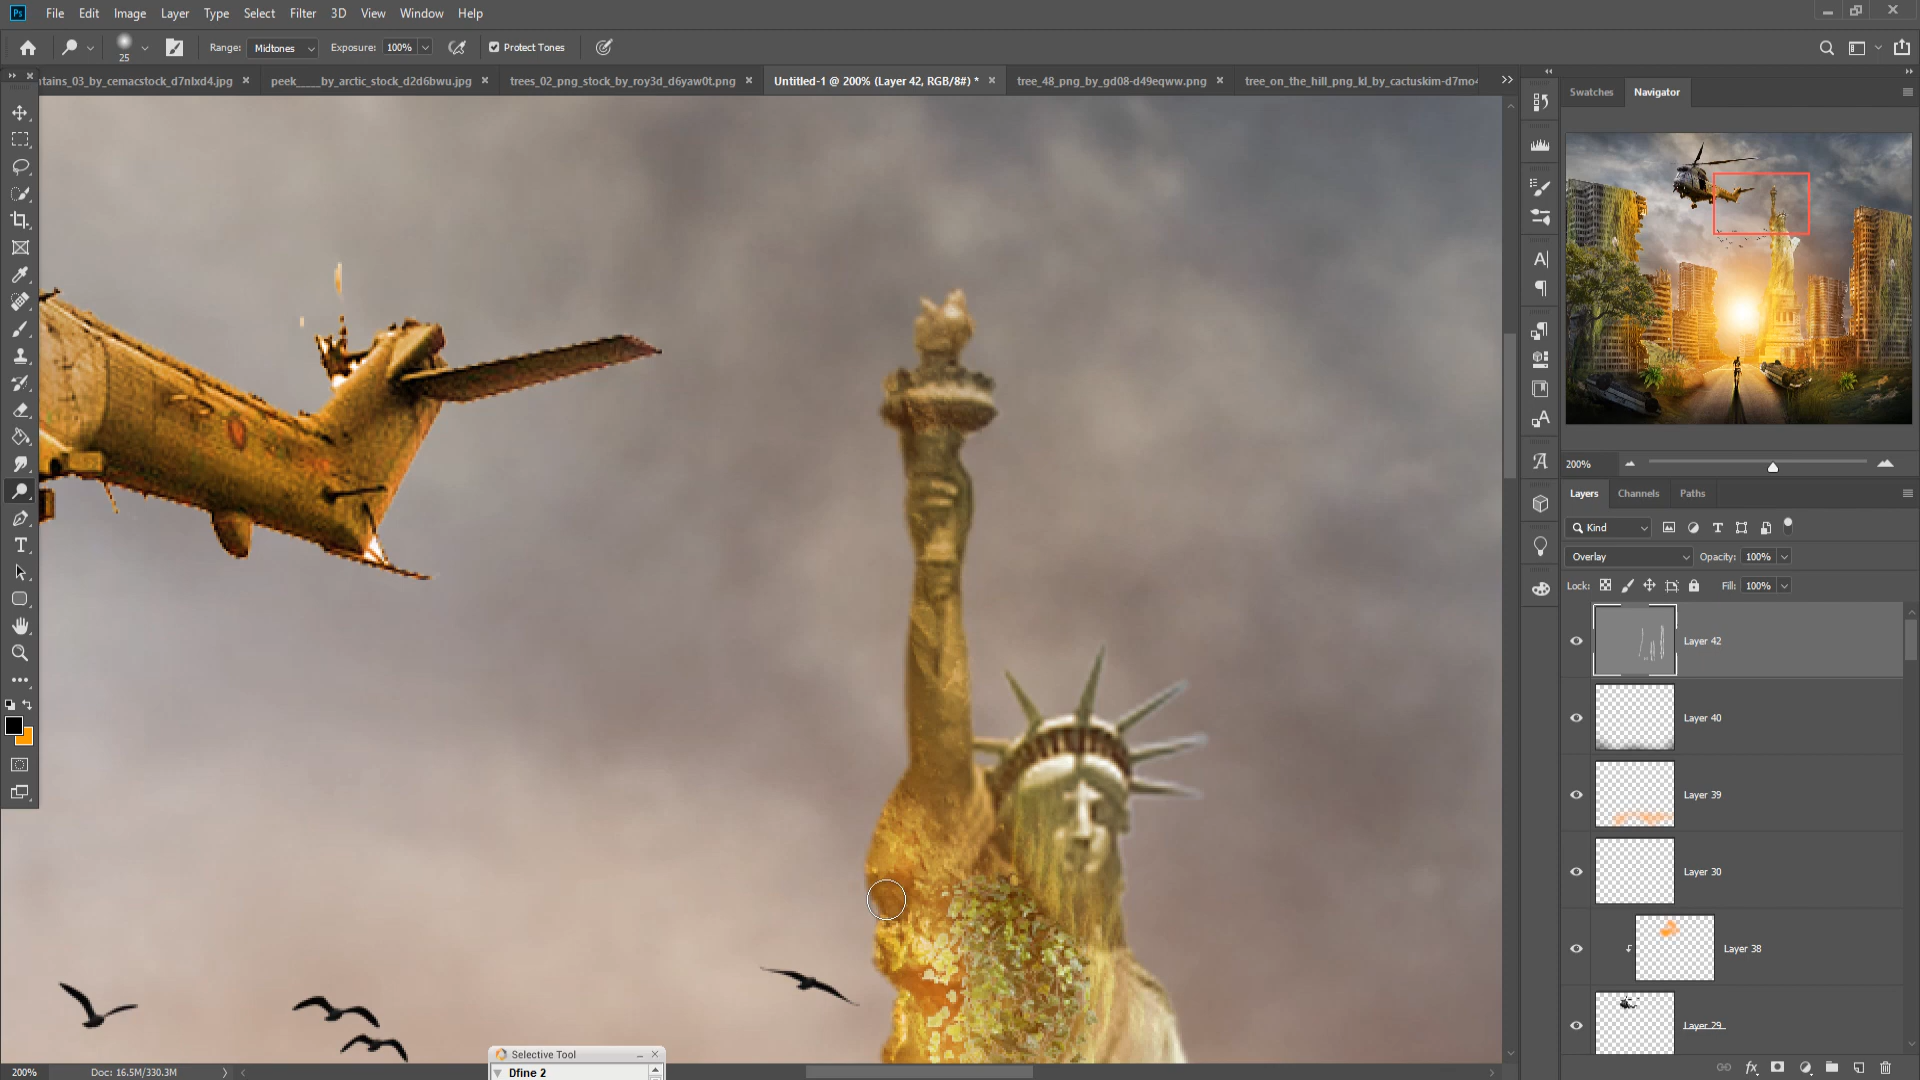 Ps File Edit Image Layer Type Select Filter 3D View Window Help
25 Range: Midtones Exposure: 100% Protect Tones
tains_03_by_cemacstock_d7nlxd4.jpg peek____by_arctic_stock_d2d6bwu.jpg trees_02_png_stock_by_roy3d_d6yaw0t.png Untitled-1 @ 200% (Layer 42, RGB/8#) * tree_48_png_by_gd08-d49eqww.png tree_on_the_hill_png_kl_by_cactuskim-d7mo4
Swatches Navigator
200%
Layers Channels Paths
Kind
Overlay Opacity: 100%
Lock: Fill: 100%
Layer 42
Layer 40
Layer 39
Layer 30
Layer 38
Layer 29
Selective Tool
Dfine 2
200% Doc: 16.5M/330.3M